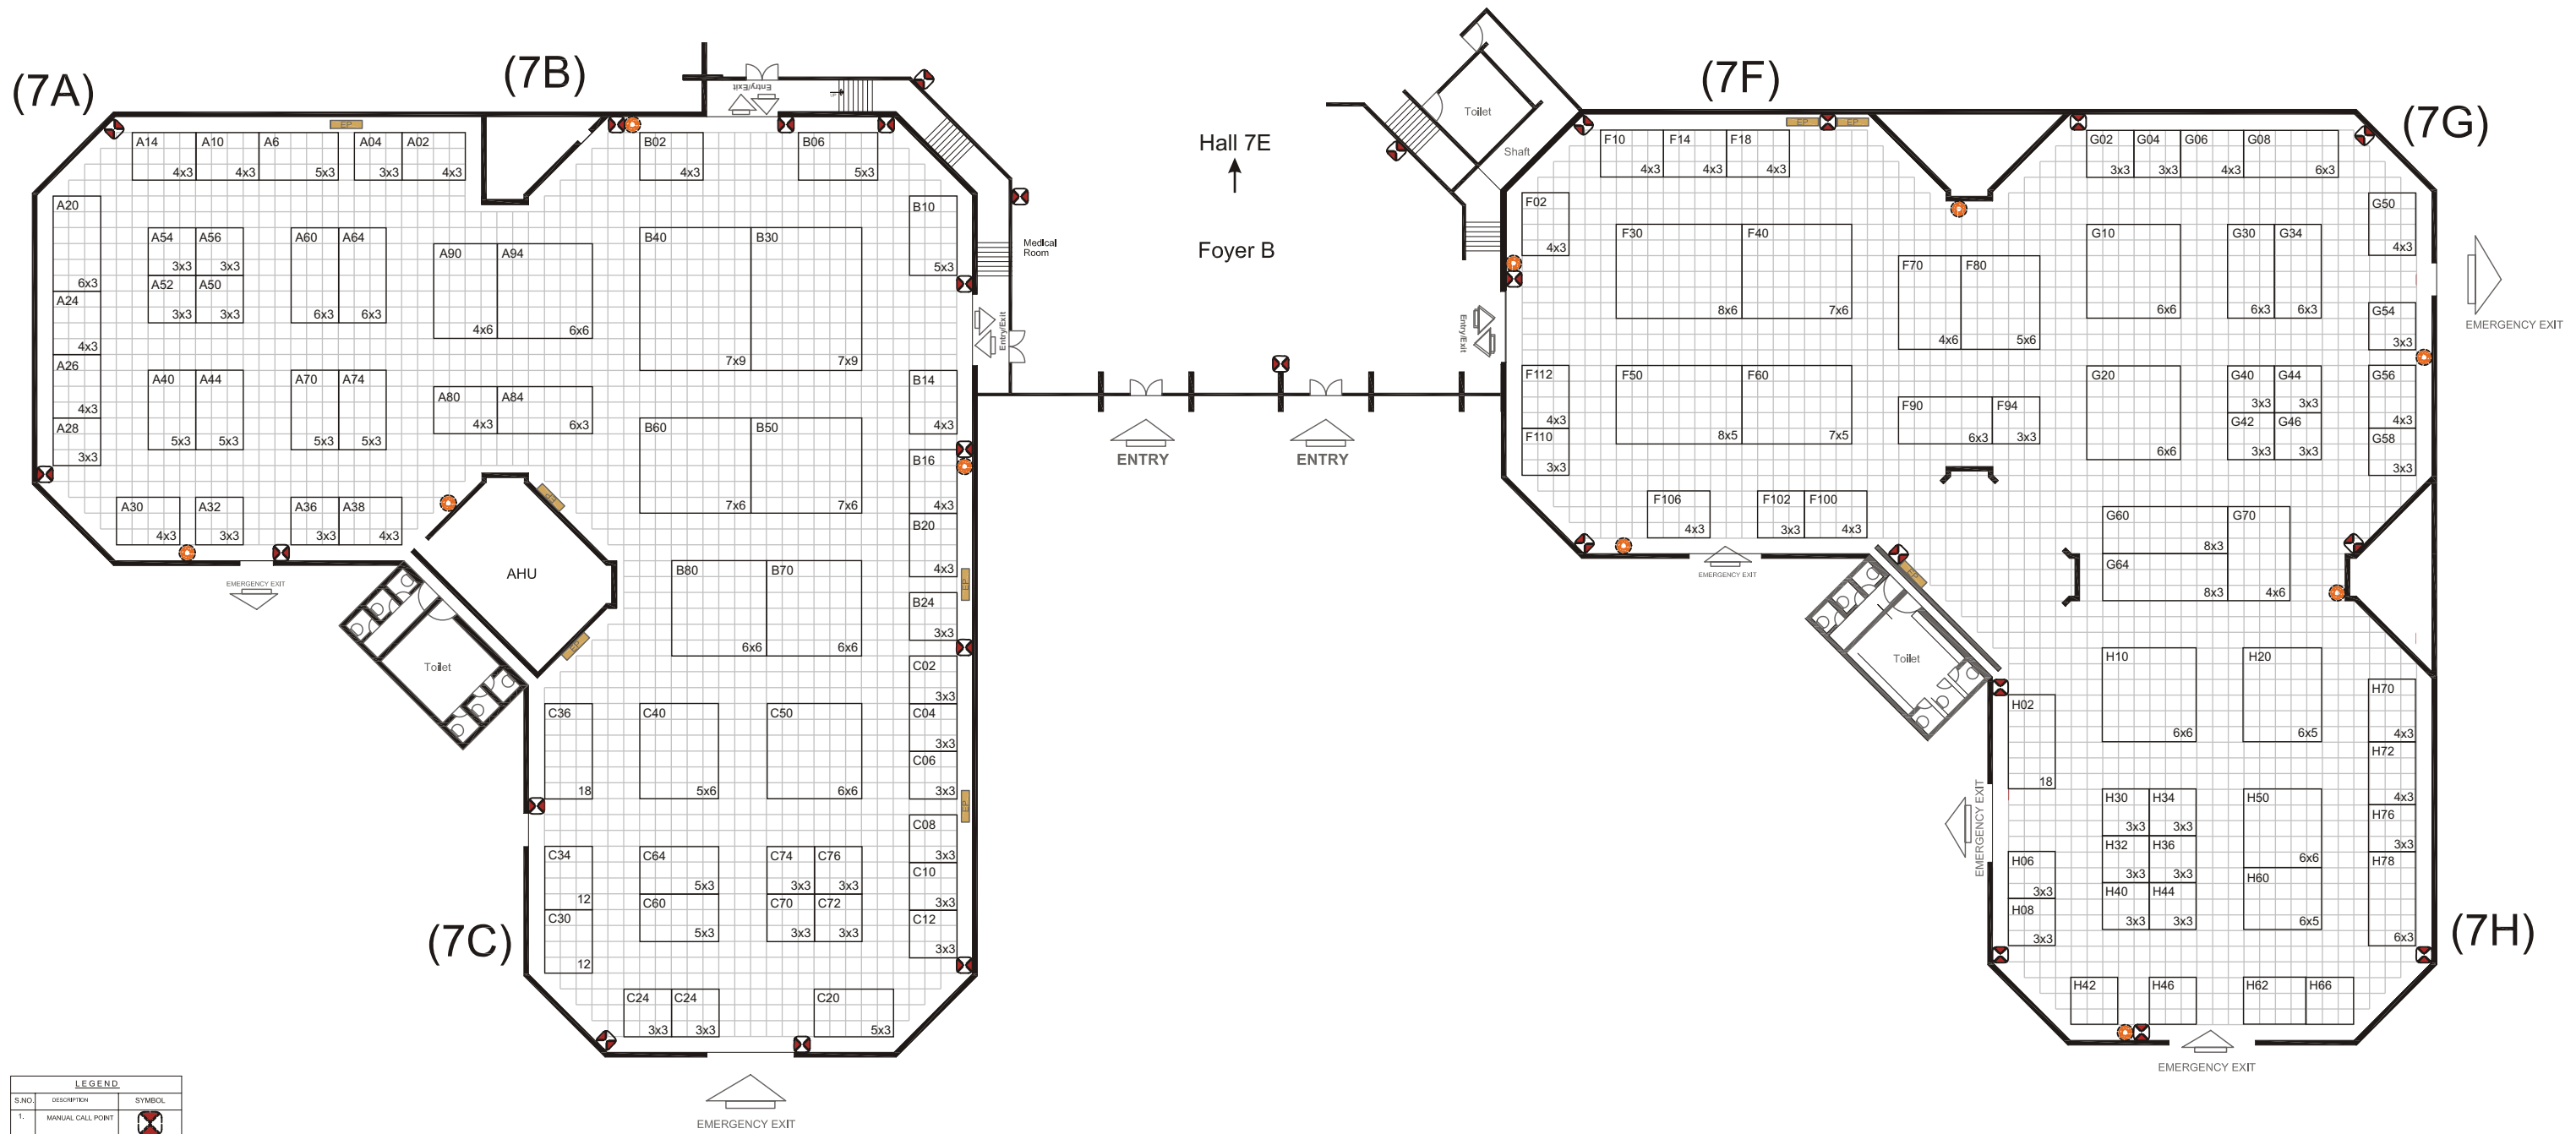 (7A)
(7B)
Entry/Exit
A14
4x3
A10
4x3
A6
5x3
EP
A04
3x3
A02
4x3
A20
6x3
A24
4x3
A26
4x3
A28
3x3
A54
3x3
A56
3x3
A52
3x3
A50
3x3
A60
6x3
A64
6x3
A90
4x6
A94
6x6
A40
5x3
A44
5x3
A70
5x3
A74
5x3
A80
4x3
A84
6x3
A30
4x3
A32
3x3
A36
3x3
A38
4x3
EMERGENCY EXIT
AHU
EP
EP
Toilet
B02
4x3
B06
5x3
B10
5x3
B40
7x9
B30
7x9
B14
4x3
B60
7x6
B50
7x6
B16
4x3
B20
4x3
EP
B24
3x3
B80
6x6
B70
6x6
Medical
Room
Entry/Exit
Hall 7E
Foyer B
ENTRY
ENTRY
C02
3x3
C04
3x3
C06
3x3
EP
C36
18
C40
5x6
C50
6x6
C08
3x3
C10
3x3
C12
3x3
C34
12
C30
12
C64
5x3
C60
5x3
C74
3x3
C76
3x3
C70
3x3
C72
3x3
(7C)
C24
3x3
C24
3x3
C20
5x3
EMERGENCY EXIT
LEGEND
S.NO.
DESCRIPTION
SYMBOL
1.
MANUAL CALL POINT
Toilet
Shaft
(7F)
(7G)
EP
EP
F10
4x3
F14
4x3
F18
4x3
F02
4x3
F30
8x6
F40
7x6
F70
4x6
F80
5x6
Entry/Exit
F112
4x3
F110
3x3
F50
8x5
F60
7x5
F90
6x3
F94
3x3
F106
4x3
F102
3x3
F100
4x3
EMERGENCY EXIT
EP
Toilet
G02
3x3
G04
3x3
G06
4x3
G08
6x3
G50
4x3
G10
6x6
G30
6x3
G34
6x3
G54
3x3
EMERGENCY EXIT
G20
6x6
G40
3x3
G44
3x3
G42
3x3
G46
3x3
G56
4x3
G58
3x3
G60
8x3
G64
8x3
G70
4x6
H10
6x6
H20
6x5
H70
4x3
H72
4x3
H76
3x3
H78
6x3
H02
18
EMERGENCY EXIT
H06
3x3
H08
3x3
H30
3x3
H34
3x3
H32
3x3
H36
3x3
H40
3x3
H44
3x3
H50
6x6
H60
6x5
(7H)
H42
H46
H62
H66
EMERGENCY EXIT